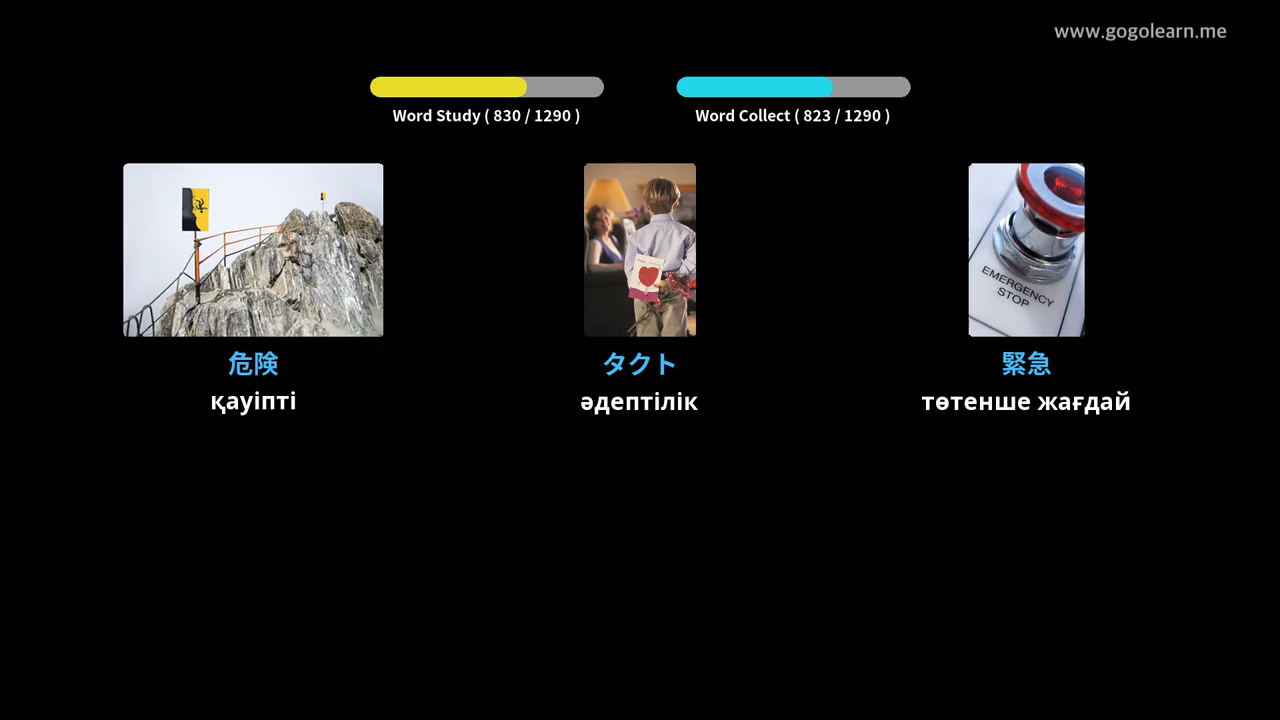 www.gogolearn.me
Word Study ( 830 / 1290 )
Word Collect ( 823 / 1290 )
EMERGENCY
STOP
危険
タクト
緊急
қауіпті
әдептілік
төтенше жағдай